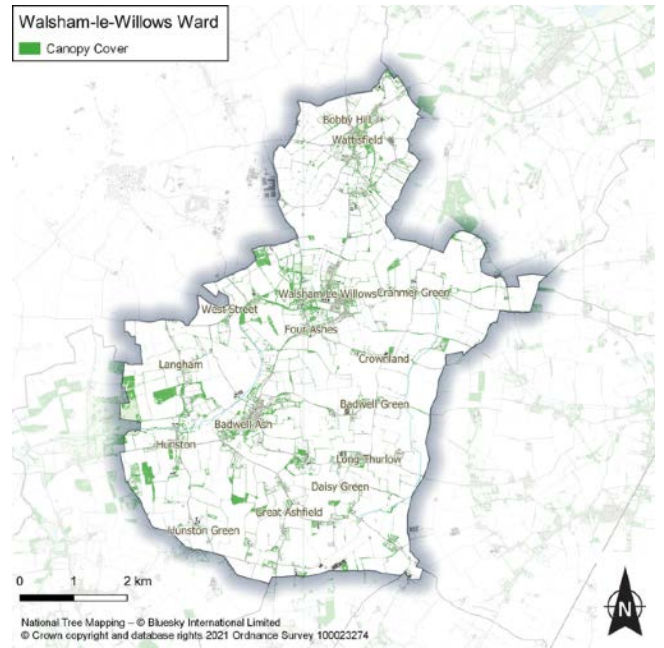 Walsham-le-Willows Ward
Canopy Cover
Bobby Hill
Wattisfield
Walsham-Le-Willows
Cranmer Green
West Street
Four Ashes
Langham
Crownland
Badwell Green
Badwell Ash
Hunston
Long Thurlow
Daisy Green
Great Ashfield
Hunston Green
0 1 2 km
N
National Tree Mapping – © Bluesky International Limited
© Crown copyright and database rights 2021 Ordnance Survey 100023274